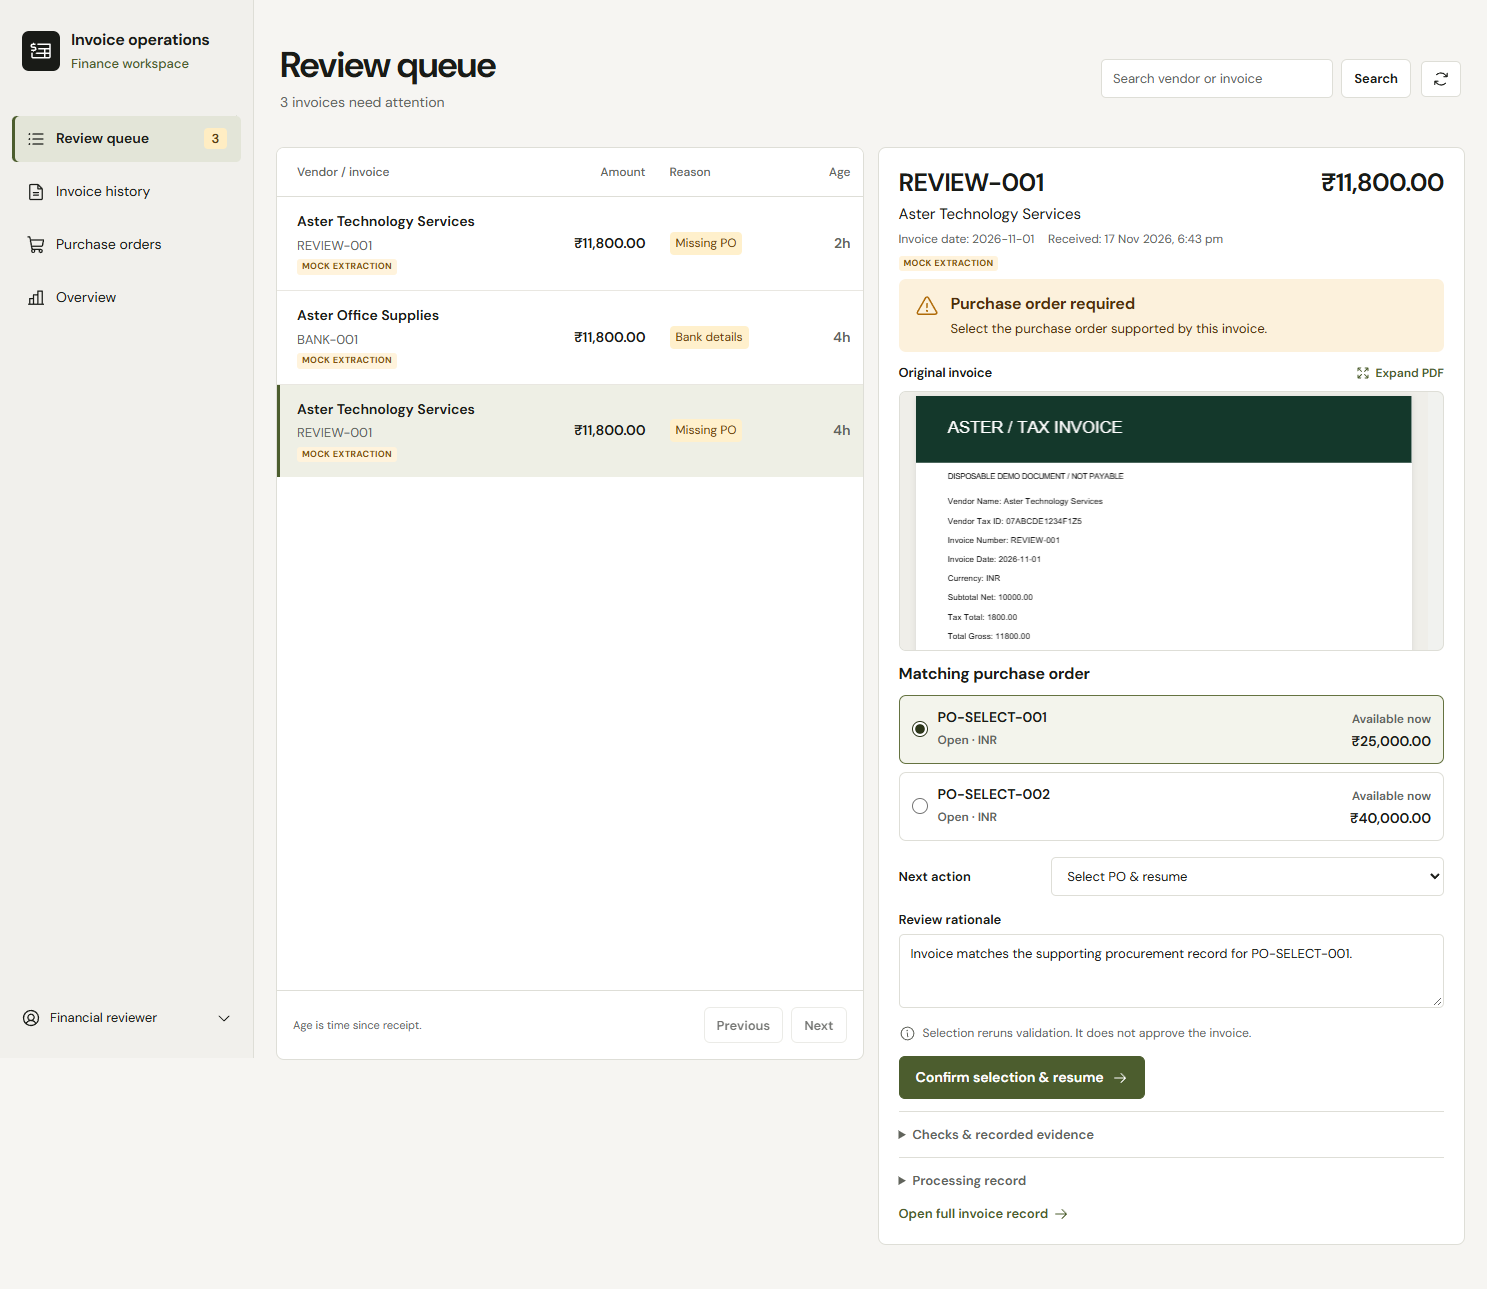 Invoice operations
Finance workspace
Review queue 3
Invoice history
Purchase orders
Overview
Financial reviewer
Review queue
3 invoices need attention
Search vendor or invoice
Search
Vendor / invoice Amount Reason Age
Aster Technology Services
REVIEW-001
MOCK EXTRACTION
₹11,800.00 Missing PO 2h
Aster Office Supplies
BANK-001
MOCK EXTRACTION
₹11,800.00 Bank details 4h
Aster Technology Services
REVIEW-001
MOCK EXTRACTION
₹11,800.00 Missing PO 4h
Age is time since receipt.
Previous Next
REVIEW-001 ₹11,800.00
Aster Technology Services
Invoice date: 2026-11-01 Received: 17 Nov 2026, 6:43 pm
MOCK EXTRACTION
Purchase order required
Select the purchase order supported by this invoice.
Original invoice Expand PDF
ASTER / TAX INVOICE
DISPOSABLE DEMO DOCUMENT / NOT PAYABLE
Vendor Name: Aster Technology Services
Vendor Tax ID: 07ABCDE1234F1Z5
Invoice Number: REVIEW-001
Invoice Date: 2026-11-01
Currency: INR
Subtotal Net: 10000.00
Tax Total: 1800.00
Total Gross: 11800.00
Matching purchase order
PO-SELECT-001 Available now
Open · INR ₹25,000.00
PO-SELECT-002 Available now
Open · INR ₹40,000.00
Next action Select PO & resume
Review rationale
Invoice matches the supporting procurement record for PO-SELECT-001.
Selection reruns validation. It does not approve the invoice.
Confirm selection & resume →
Checks & recorded evidence
Processing record
Open full invoice record →